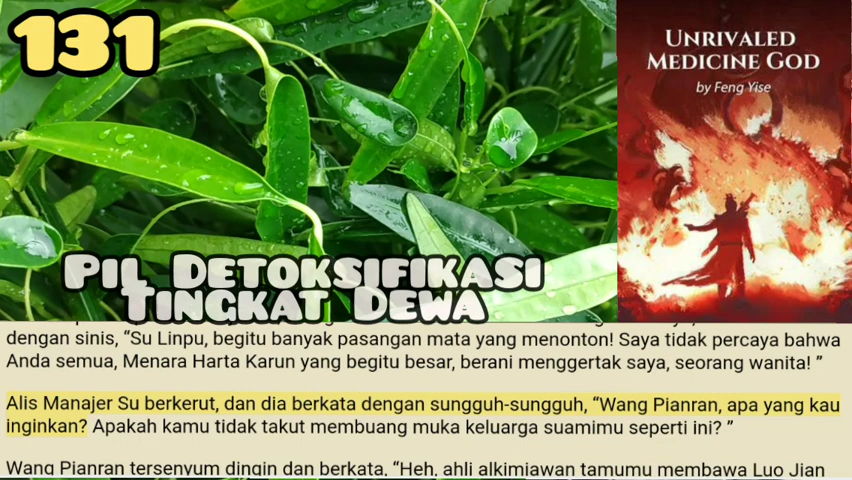 131
UNRIVALED
MEDICINE GOD
by Feng Yise
PIL DETOKSIFIKASI
TINGKAT DEWA
dengan sinis, “Su Linpu, begitu banyak pasangan mata yang menonton! Saya tidak percaya bahwa
Anda semua, Menara Harta Karun yang begitu besar, berani menggertak saya, seorang wanita! ”
Alis Manajer Su berkerut, dan dia berkata dengan sungguh-sungguh, “Wang Pianran, apa yang kau
inginkan? Apakah kamu tidak takut membuang muka keluarga suamimu seperti ini? ”
Wang Pianran tersenyum dingin dan berkata, “Heh, ahli alkimiawan tamumu membawa Luo Jian